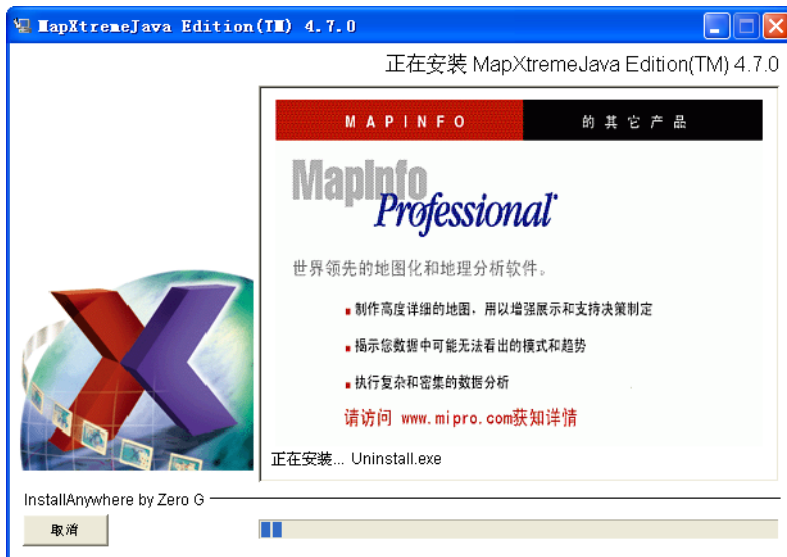 MapXtremeJava Edition(TM) 4.7.0
正在安装 MapXtremeJava Edition(TM) 4.7.0
MAPINFO 的其它产品
MapInfo
Professional
世界领先的地图化和地理分析软件。
制作高度详细的地图，用以增强展示和支持决策制定
揭示您数据中可能无法看出的模式和趋势
执行复杂和密集的数据分析
请访问 www.mipro.com获知详情
正在安装... Uninstall.exe
InstallAnywhere by Zero G
取消